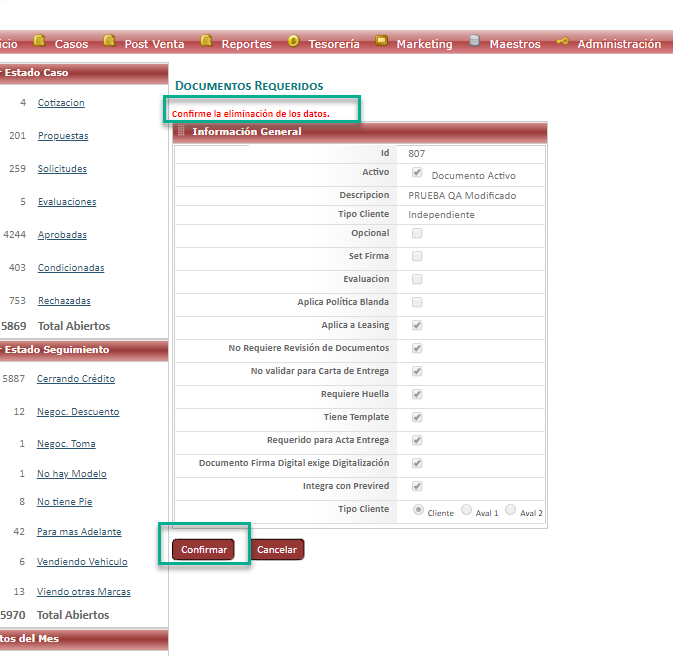 icio Casos Post Venta Reportes Tesorería Marketing Maestros Administración
Estado Caso
4 Cotizacion
201 Propuestas
259 Solicitudes
5 Evaluaciones
4244 Aprobadas
403 Condicionadas
753 Rechazadas
5869 Total Abiertos
Estado Seguimiento
5887 Cerrando Crédito
12 Negoc. Descuento
1 Negoc. Toma
1 No hay Modelo
8 No tiene Pie
42 Para mas Adelante
6 Vendiendo Vehiculo
13 Viendo otras Marcas
5970 Total Abiertos
tos del Mes
Documentos Requeridos
Confirme la eliminación de los datos.
Información General
Id 807
Activo Documento Activo
Descripcion PRUEBA QA Modificado
Tipo Cliente Independiente
Opcional
Set Firma
Evaluacion
Aplica Política Blanda
Aplica a Leasing
No Requiere Revisión de Documentos
No validar para Carta de Entrega
Requiere Huella
Tiene Template
Requerido para Acta Entrega
Documento Firma Digital exige Digitalización
Integra con Previred
Tipo Cliente Cliente Aval 1 Aval 2
Confirmar Cancelar